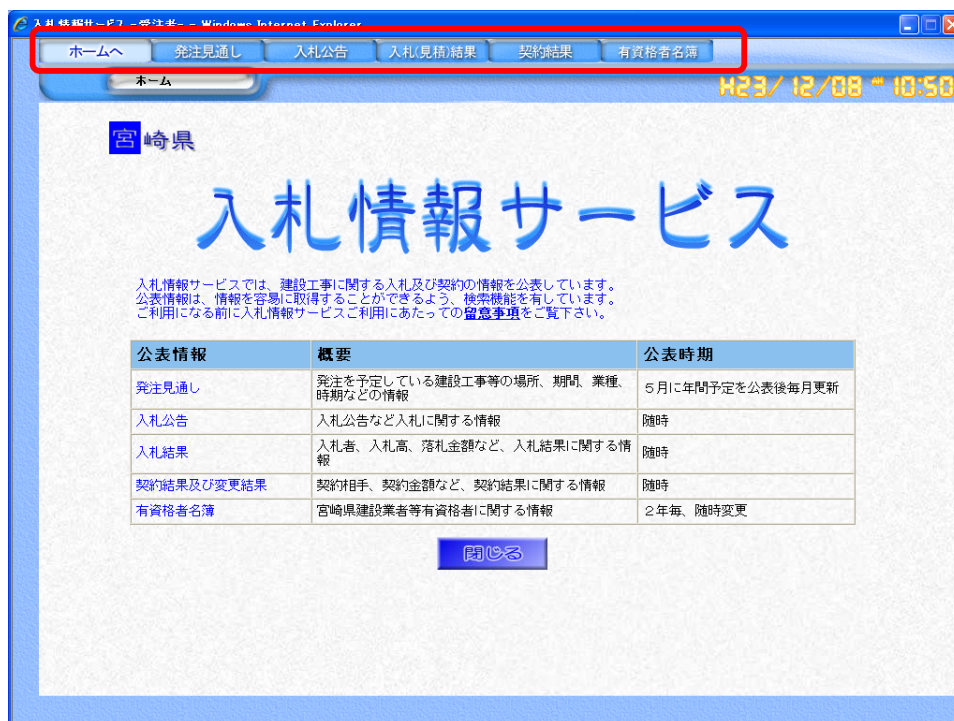 入札情報サービス -受注者- - Windows Internet Explorer
ホームへ 発注見通し 入札公告 入札(見積)結果 契約結果 有資格者名簿
ホーム
H23/12/08 AM 10:50
宮崎県
入札情報サービス
入札情報サービスでは、建設工事に関する入札及び契約の情報を公表しています。
公表情報は、情報を容易に取得することができるよう、検索機能を有しています。
ご利用になる前に入札情報サービスご利用にあたっての留意事項をご覧下さい。
公表情報 概要 公表時期
発注見通し 発注を予定している建設工事等の場所、期間、業種、時期などの情報 5月に年間予定を公表後毎月更新
入札公告 入札公告など入札に関する情報 随時
入札結果 入札者、入札高、落札金額など、入札結果に関する情報 随時
契約結果及び変更結果 契約相手、契約金額など、契約結果に関する情報 随時
有資格者名簿 宮崎県建設業者等有資格者に関する情報 2年毎、随時変更
閉じる